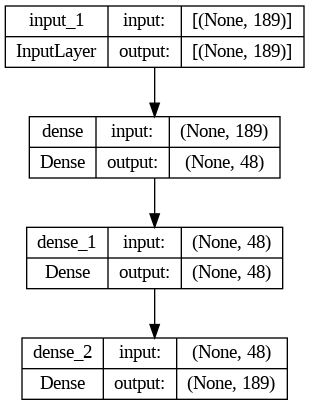 input_1 input: [(None, 189)]
InputLayer output: [(None, 189)]
dense input: (None, 189)
Dense output: (None, 48)
dense_1 input: (None, 48)
Dense output: (None, 48)
dense_2 input: (None, 48)
Dense output: (None, 189)